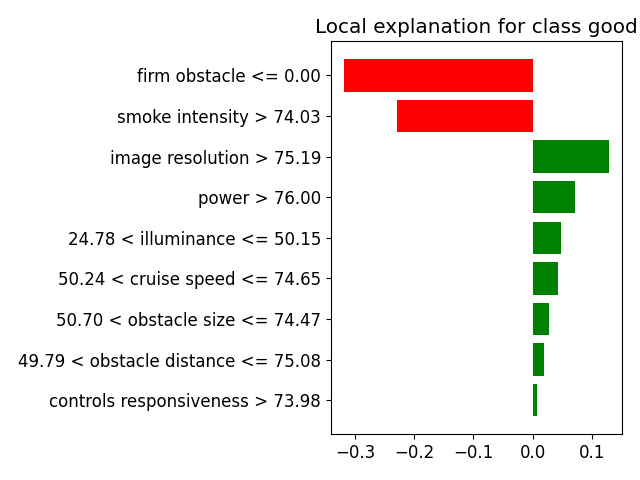 Local explanation for class good
firm obstacle <= 0.00
smoke intensity > 74.03
image resolution > 75.19
power > 76.00
24.78 < illuminance <= 50.15
50.24 < cruise speed <= 74.65
50.70 < obstacle size <= 74.47
49.79 < obstacle distance <= 75.08
controls responsiveness > 73.98
−0.3 −0.2 −0.1 0.0 0.1